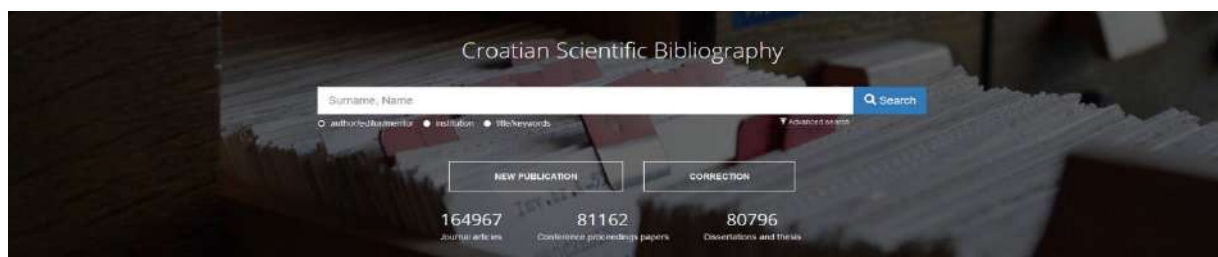 Croatian Scientific Bibliography
Surname, Name
Search
author/editor/mentor institution title/keywords
Advanced search
NEW PUBLICATION CORRECTION
164967 81162 80796
Journal articles Conference proceedings papers Dissertations and thesis